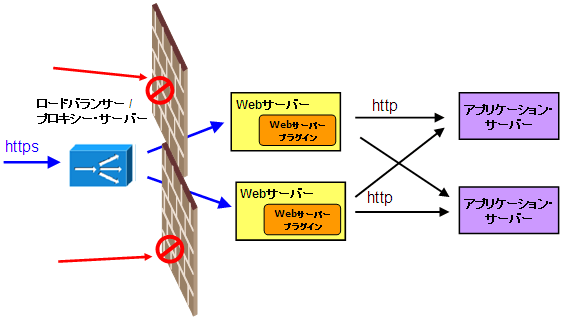 ロードバランサー /
プロキシー・サーバー
https
Webサーバー
Webサーバー
プラグイン
http
アプリケーション・
サーバー
Webサーバー
Webサーバー
プラグイン
http
アプリケーション・
サーバー